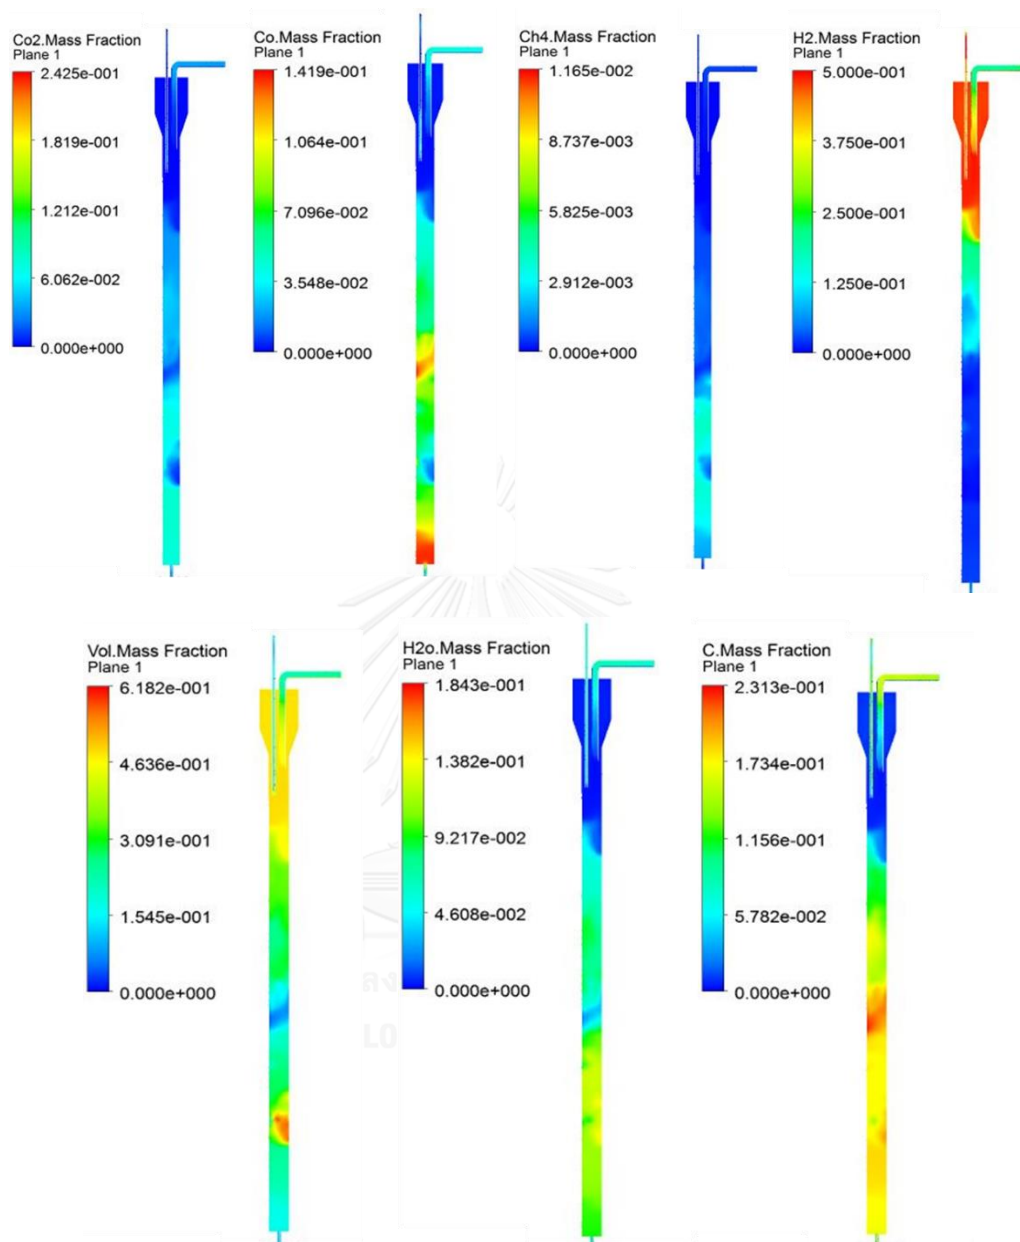 Co2.Mass Fraction
Plane 1
2.425e-001
1.819e-001
1.212e-001
6.062e-002
0.000e+000
Co.Mass Fraction
Plane 1
1.419e-001
1.064e-001
7.096e-002
3.548e-002
0.000e+000
Ch4.Mass Fraction
Plane 1
1.165e-002
8.737e-003
5.825e-003
2.912e-003
0.000e+000
H2.Mass Fraction
Plane 1
5.000e-001
3.750e-001
2.500e-001
1.250e-001
0.000e+000
Vol.Mass Fraction
Plane 1
6.182e-001
4.636e-001
3.091e-001
1.545e-001
0.000e+000
H2o.Mass Fraction
Plane 1
1.843e-001
1.382e-001
9.217e-002
4.608e-002
0.000e+000
C.Mass Fraction
Plane 1
2.313e-001
1.734e-001
1.156e-001
5.782e-002
0.000e+000